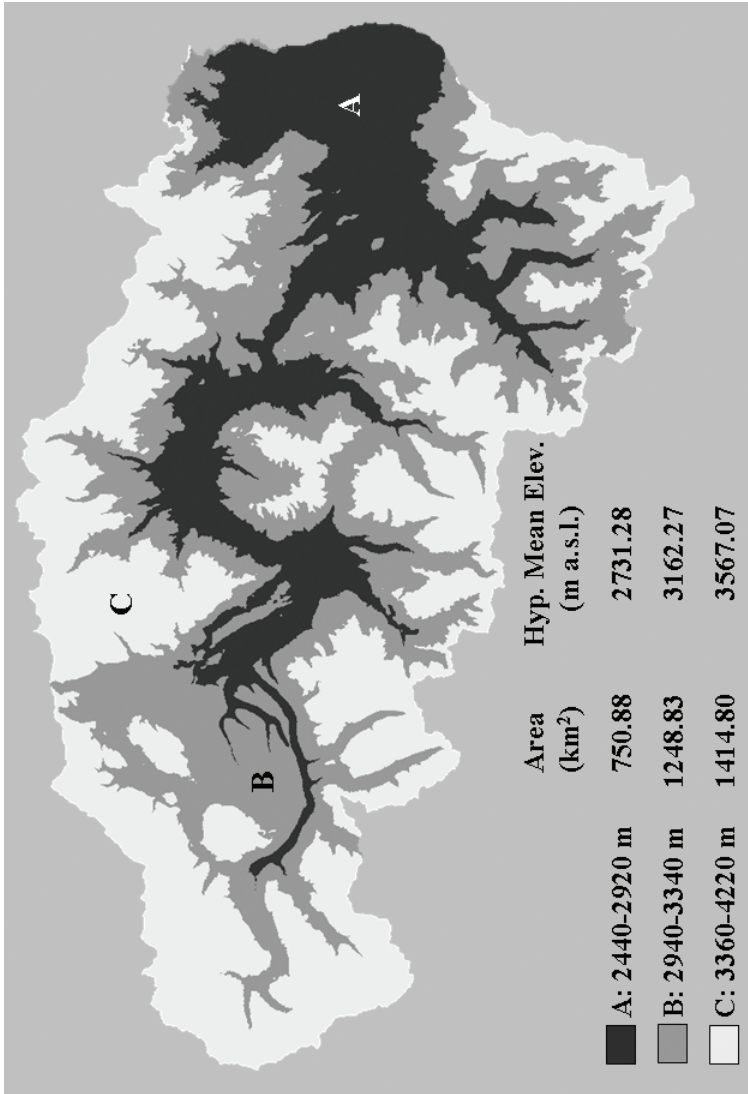 A
C
B
Area Hyp. Mean Elev.
(km²) (m a.s.l.)
A: 2440-2920 m 750.88 2731.28
B: 2940-3340 m 1248.83 3162.27
C: 3360-4220 m 1414.80 3567.07